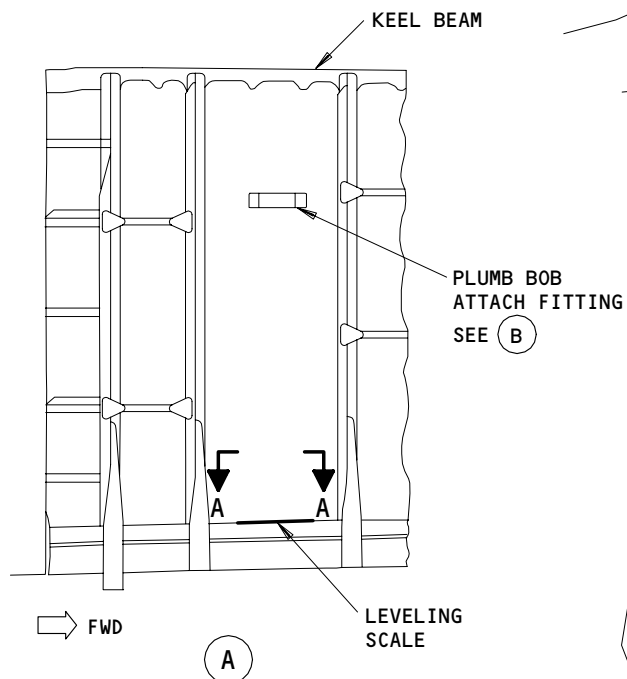 KEEL BEAM
PLUMB BOB
ATTACH FITTING
SEE B
A A
LEVELING
SCALE
FWD
A